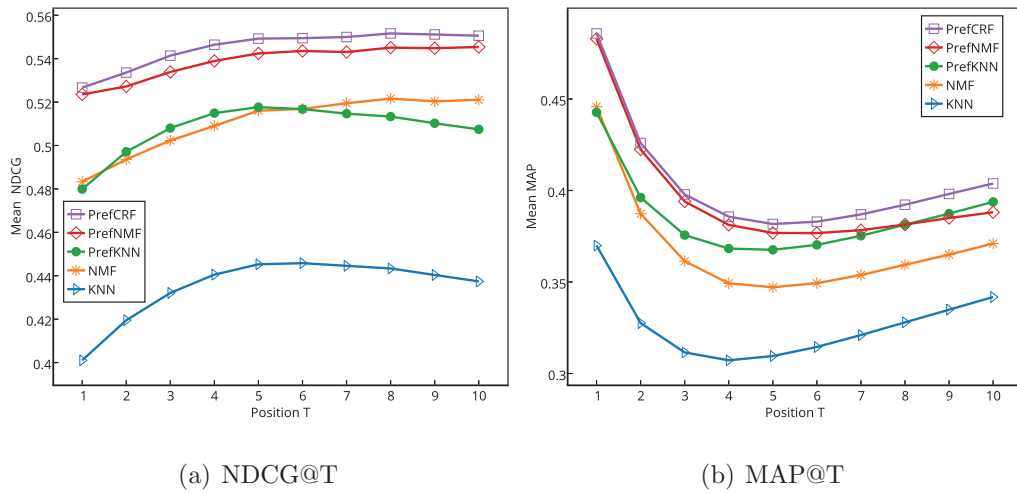 0.56
0.54
0.52
0.5
0.48
0.46
0.44
0.42
0.4
Mean NDCG
PrefCRF
PrefNMF
PrefKNN
NMF
KNN
1 2 3 4 5 6 7 8 9 10
Position T
(a) NDCG@T
0.45
0.4
0.35
0.3
Mean MAP
PrefCRF
PrefNMF
PrefKNN
NMF
KNN
1 2 3 4 5 6 7 8 9 10
Position T
(b) MAP@T